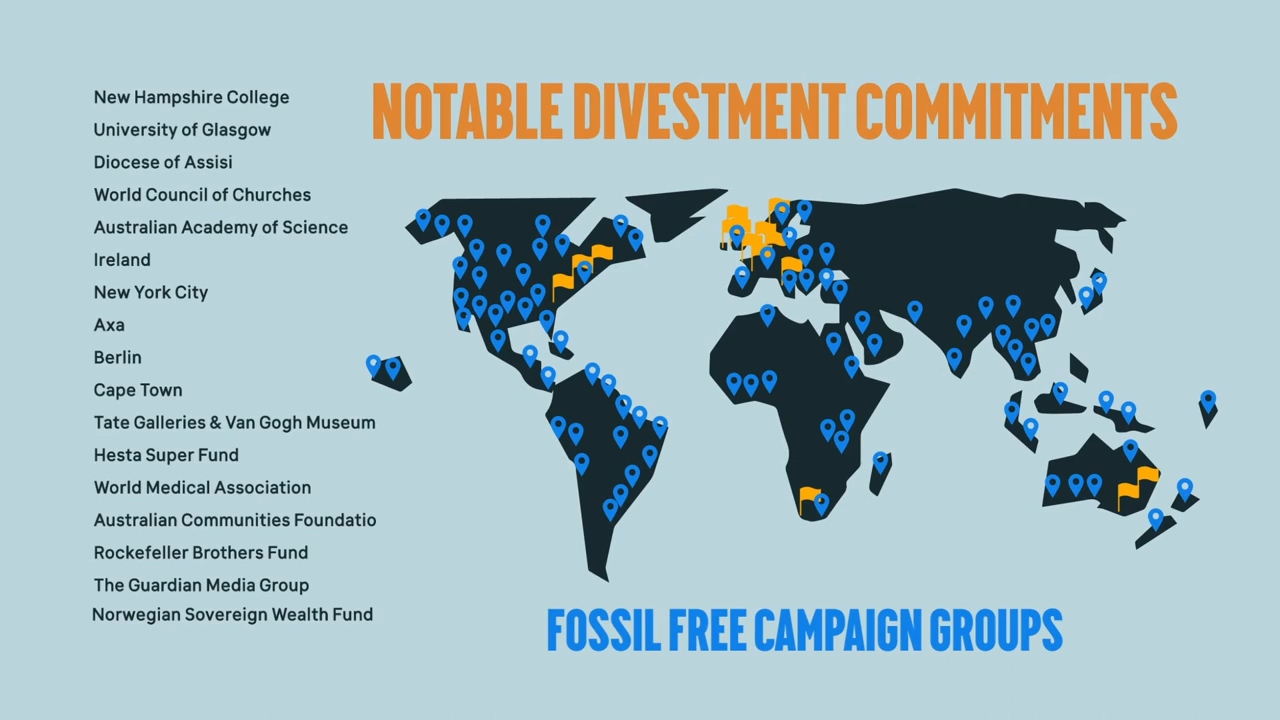 NOTABLE DIVESTMENT COMMITMENTS
New Hampshire College
University of Glasgow
Diocese of Assisi
World Council of Churches
Australian Academy of Science
Ireland
New York City
Axa
Berlin
Cape Town
Tate Galleries & Van Gogh Museum
Hesta Super Fund
World Medical Association
Australian Communities Foundatio
Rockefeller Brothers Fund
The Guardian Media Group
Norwegian Sovereign Wealth Fund
FOSSIL FREE CAMPAIGN GROUPS